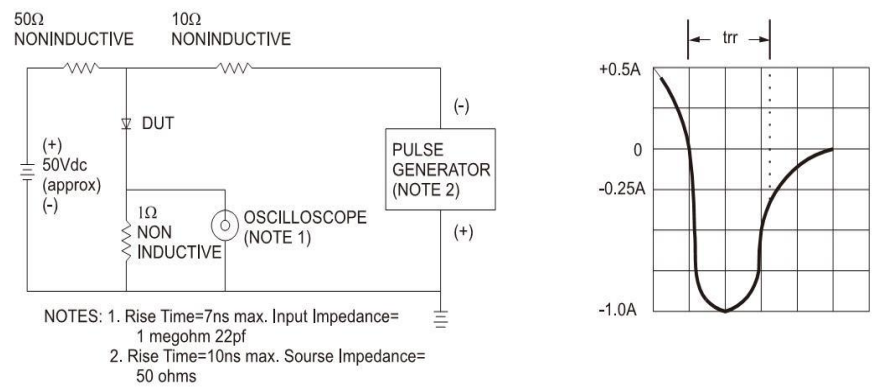 50Ω
NONINDUCTIVE
10Ω
NONINDUCTIVE
DUT
(+)
50Vdc
(approx)
(-)
1Ω
NON
INDUCTIVE
OSCILLOSCOPE
(NOTE 1)
(-)
PULSE
GENERATOR
(NOTE 2)
(+)
NOTES: 1. Rise Time=7ns max. Input Impedance=
1 megohm 22pf
2. Rise Time=10ns max. Sourse Impedance=
50 ohms
trr
+0.5A
0
-0.25A
-1.0A